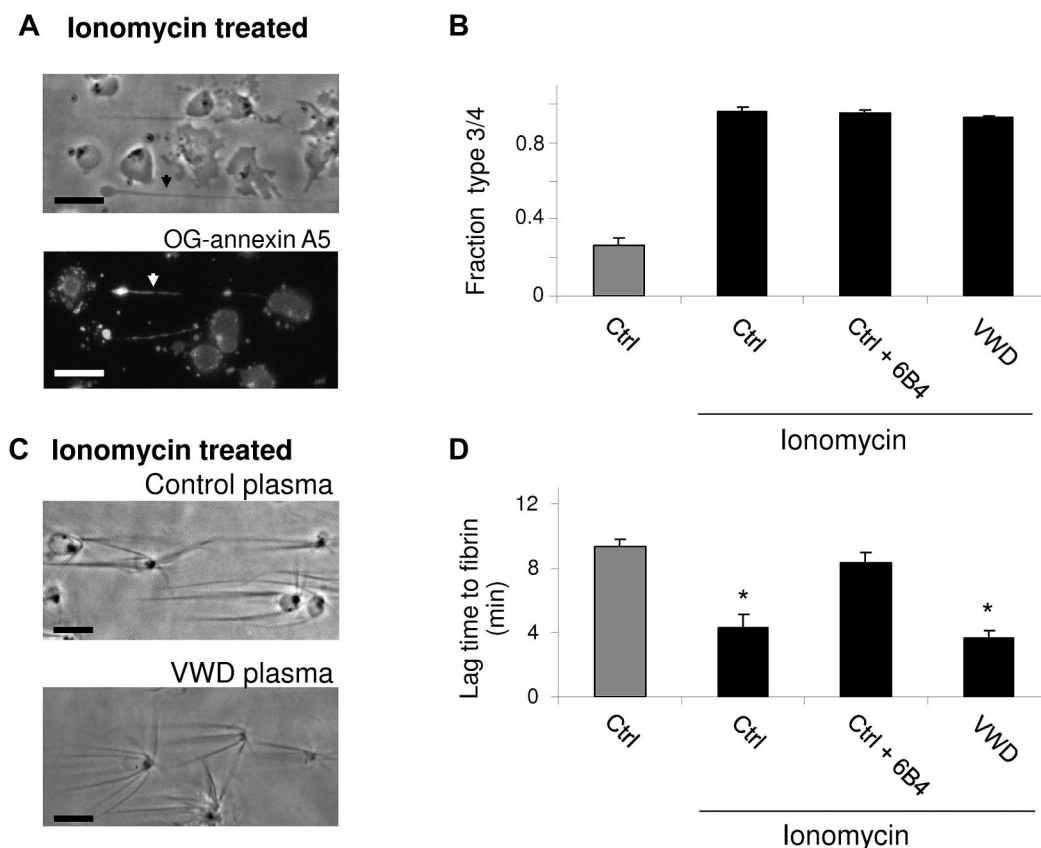 A Ionomycin treated
OG-annexin A5
B
Fraction type 3/4
0.8
0.4
0
Ctrl
Ctrl
Ctrl + 6B4
VWD
Ionomycin
C Ionomycin treated
Control plasma
VWD plasma
D
Lag time to fibrin
(min)
12
8
4
0
*
*
Ctrl
Ctrl
Ctrl + 6B4
VWD
Ionomycin